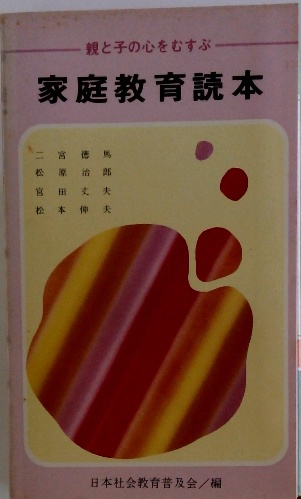 親と子の心をむすぶ
家庭教育読本
二宮徳馬
松原治郎
宮田丈夫
松本伸夫
日本社会教育普及会/編